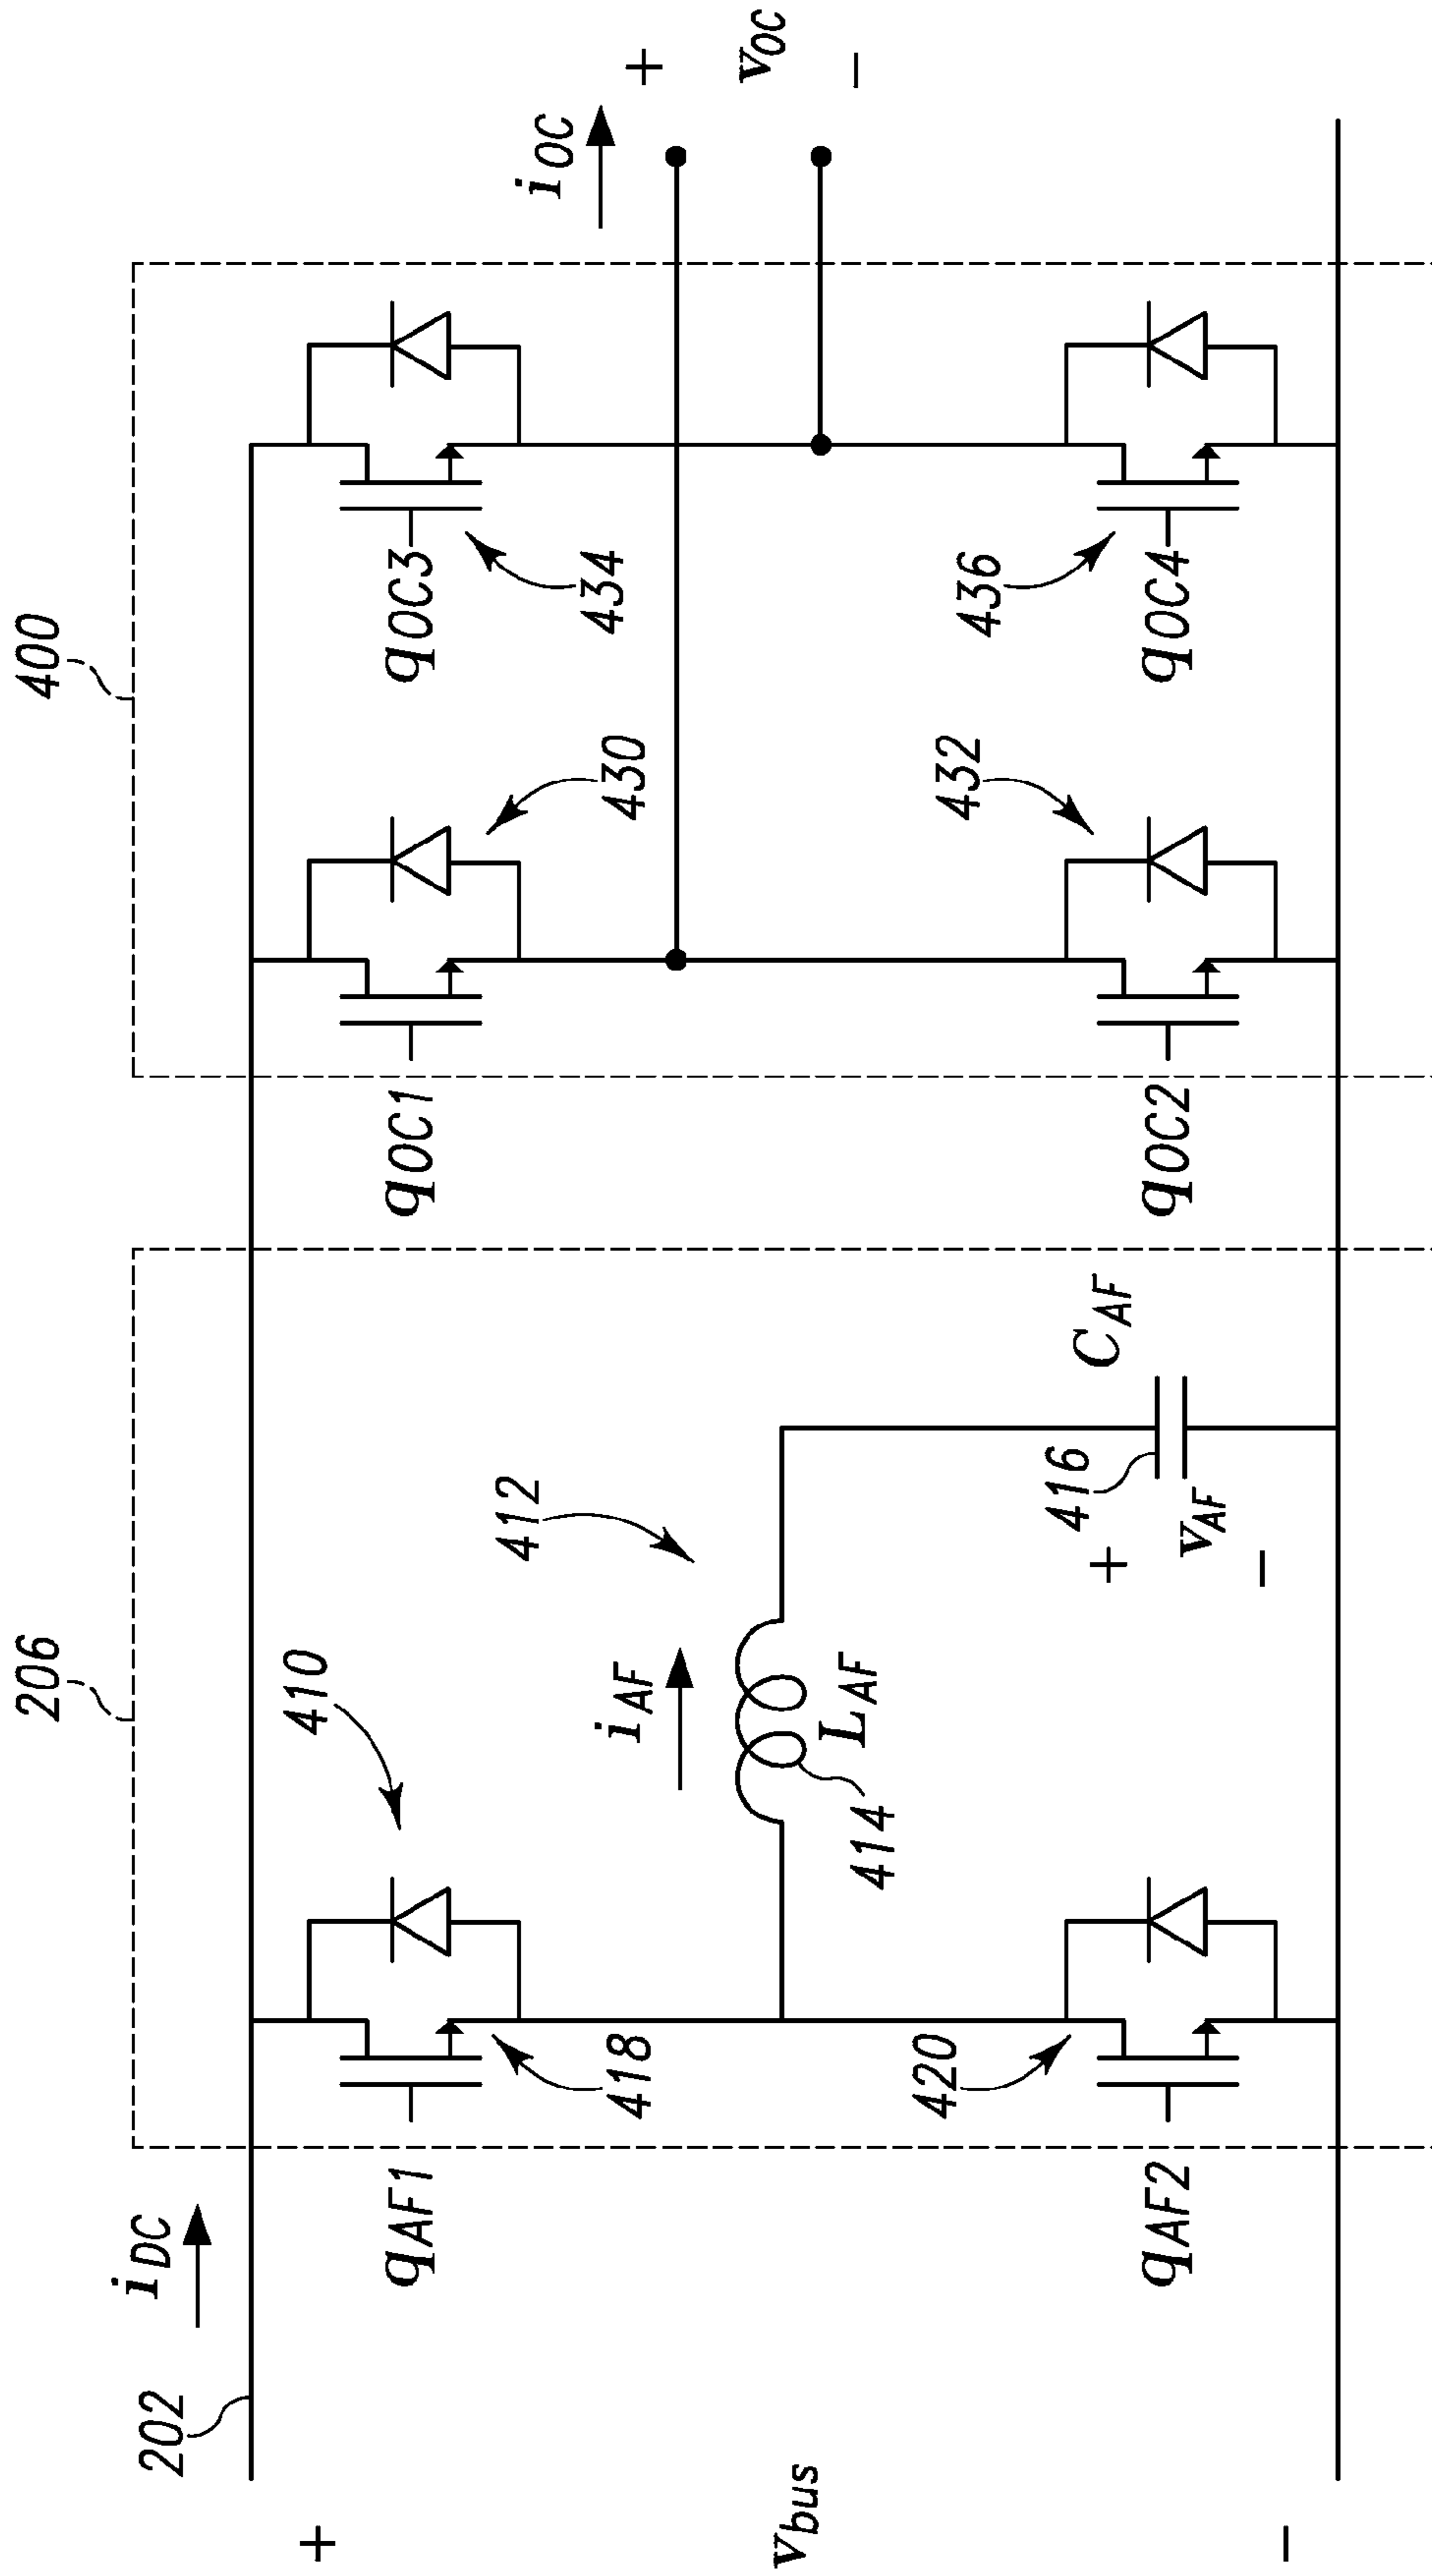 206
400
202
i_DC
+
v_bus
−
q_AF1
418
410
q_AF2
420
412
i_AF
L_AF
414
416
C_AF
+
v_AF
−
q_OC1
430
q_OC2
432
q_OC3
434
q_OC4
436
i_OC
+
v_OC
−